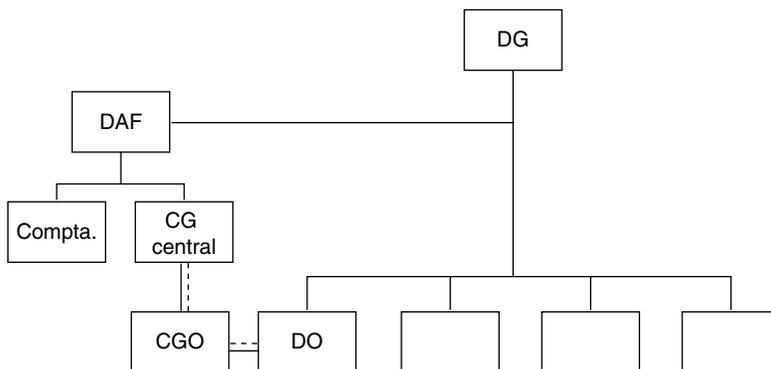 DG
DAF
Compta.
CG
central
CGO
DO